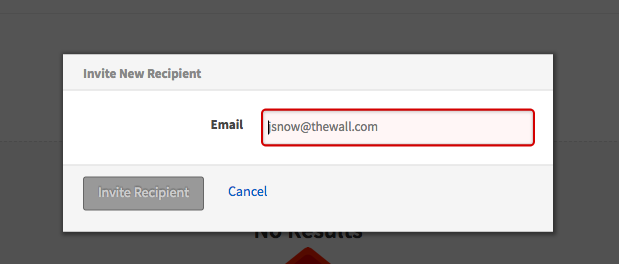 Invite New Recipient
Email
jsnow@thewall.com
Invite Recipient
Cancel
No Results